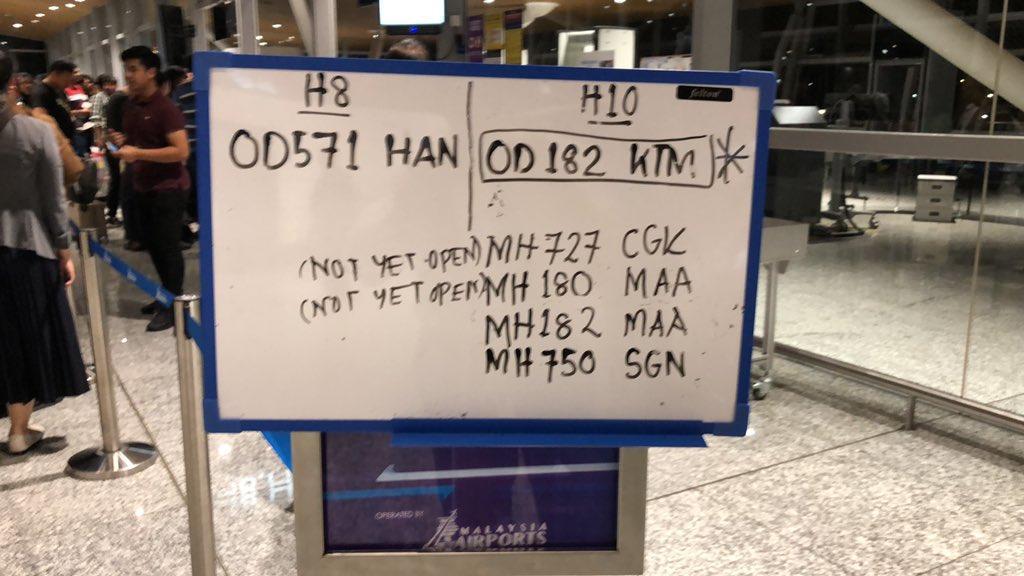 H8
H10
fellow
OD571 HAN
OD 182 KTM *
(NOT YET OPEN) MH 727 CGK
(NOT YET OPEN) MH 180 MAA
MH 182 MAA
MH 750 SGN
OPERATED BY
MALAYSIA
AIRPORTS